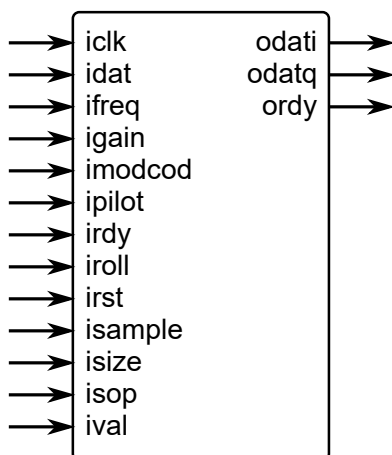 iclk odati
idat odatq
ifreq ordy
igain
imodcod
ipilot
irdy
iroll
irst
isample
isize
isop
ival